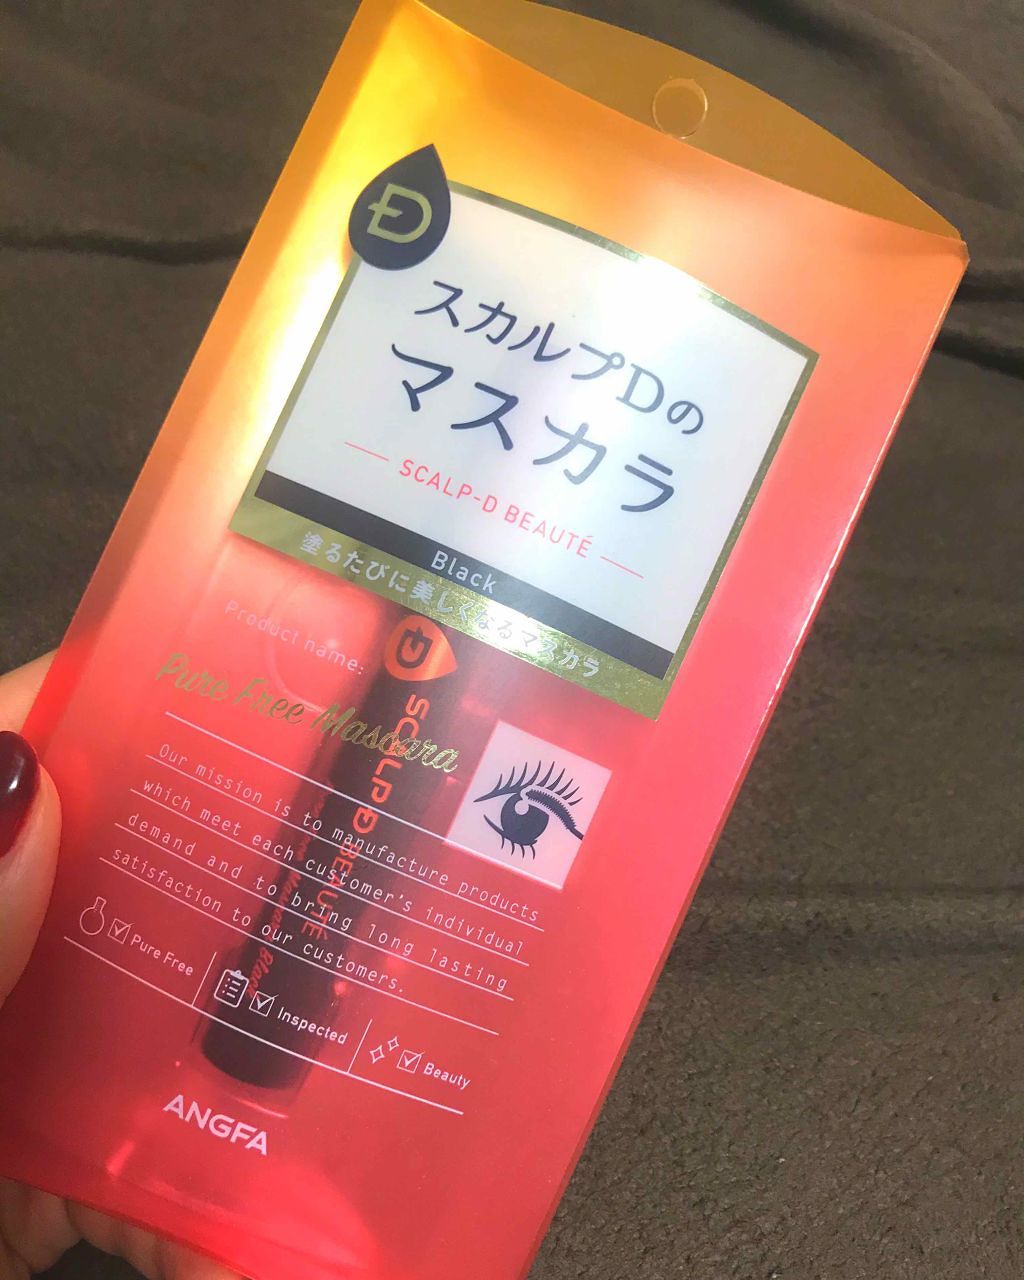 Đ
スカルプDの
マスカラ
SCALP-D BEAUTÉ
Black
塗るたびに美しくなるマスカラ
Product name:
Pure Free Mascara
SCALP D
BEAUTÉ
Our mission is to manufacture products
which meet each customer's individual
demand and to bring long lasting
satisfaction to our customers.
Pure Free
Inspected
Beauty
ANGFA